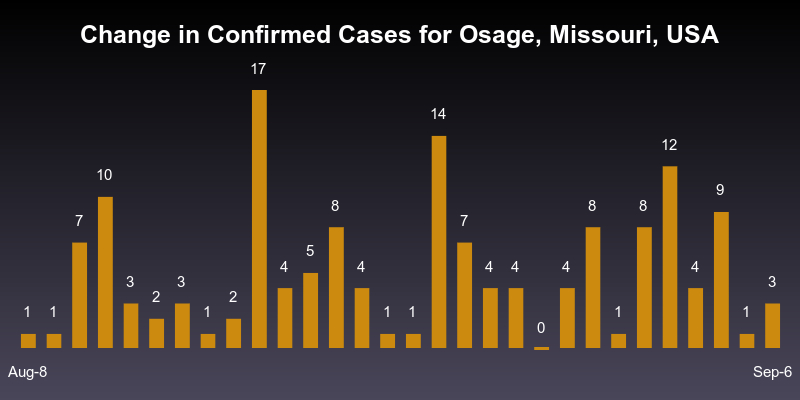 Change in Confirmed Cases for Osage, Missouri, USA
1 1 7 10 3 2 3 1 2 17 4 5 8 4 1 1 14 7 4 4 0 4 8 1 8 12 4 9 1 3
Aug-8 Sep-6